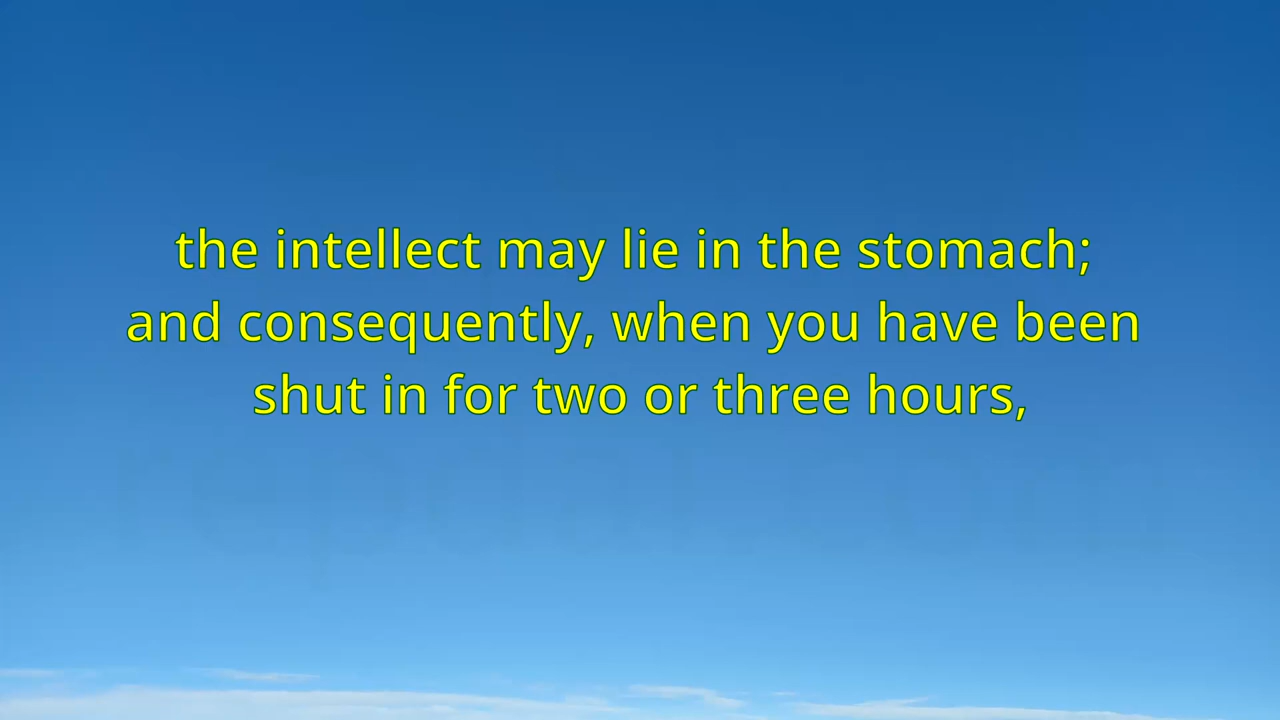 the intellect may lie in the stomach;
and consequently, when you have been
shut in for two or three hours,